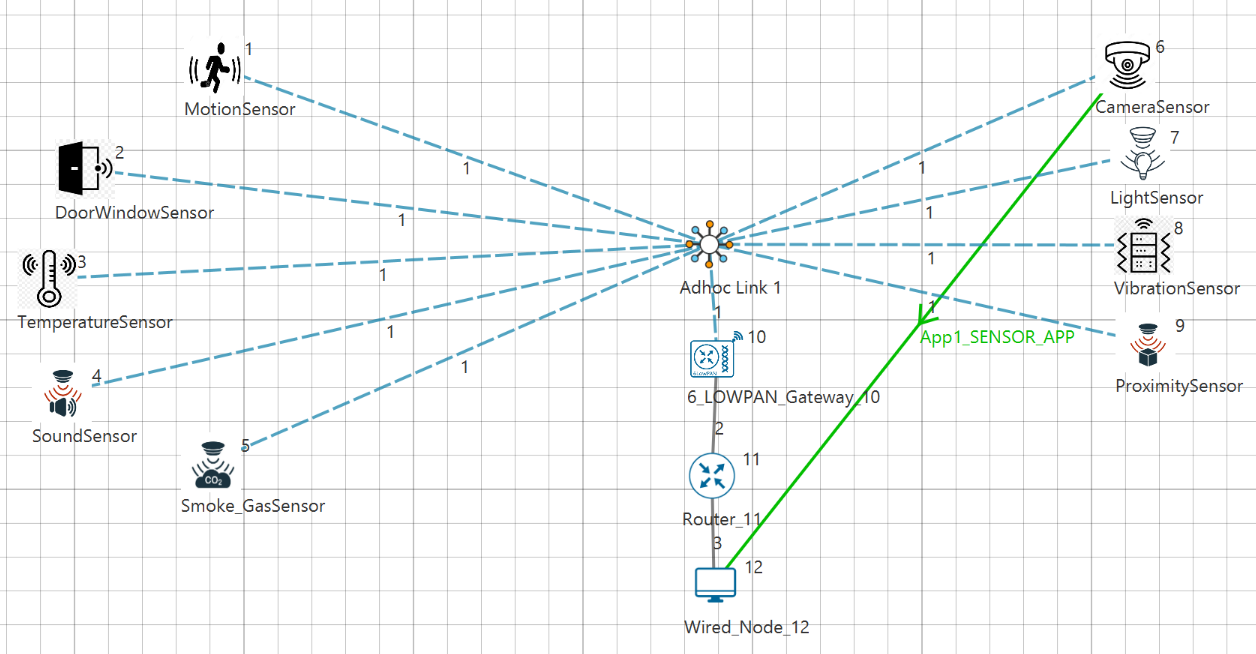 1
MotionSensor
2
DoorWindowSensor
3
TemperatureSensor
4
SoundSensor
5
CO₂
Smoke_GasSensor
1
1
1
1
1
Adhoc Link 1
1
10
6_LOWPAN_Gateway_10
2
11
Router_11
3
12
Wired_Node_12
6
CameraSensor
7
LightSensor
8
VibrationSensor
9
ProximitySensor
1
1
1
1
App1_SENSOR_APP